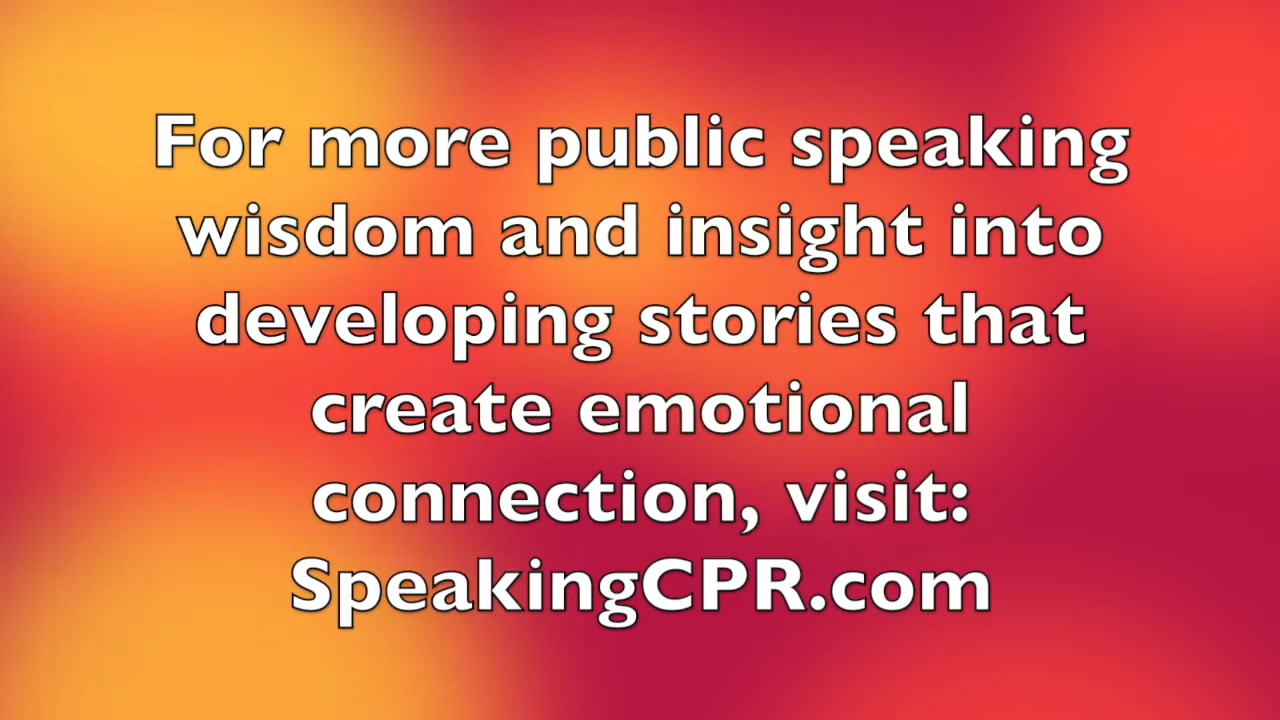 For more public speaking
wisdom and insight into
developing stories that
create emotional
connection, visit:
SpeakingCPR.com